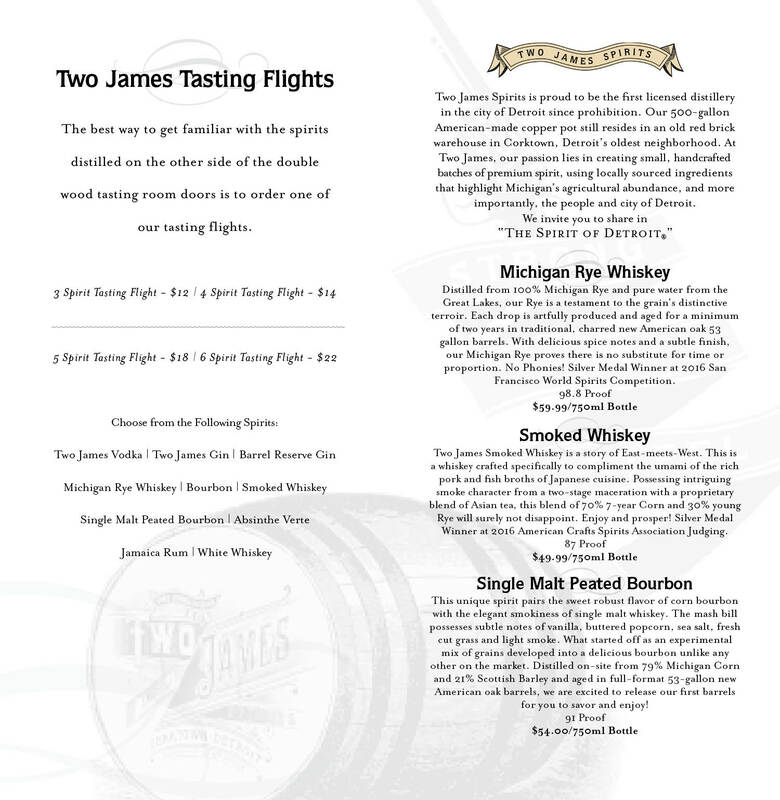 Two James Tasting Flights
The best way to get familiar with the spirits
distilled on the other side of the double
wood tasting room doors is to order one of
our tasting flights.
3 Spirit Tasting Flight - $12 | 4 Spirit Tasting Flight - $14
5 Spirit Tasting Flight - $18 | 6 Spirit Tasting Flight - $22
Choose from the Following Spirits:
Two James Vodka | Two James Gin | Barrel Reserve Gin
Michigan Rye Whiskey | Bourbon | Smoked Whiskey
Single Malt Peated Bourbon | Absinthe Verte
Jamaica Rum | White Whiskey
TWO JAMES
TWO JAMES SPIRITS
Two James Spirits is proud to be the first licensed distillery
in the city of Detroit since prohibition. Our 500-gallon
American-made copper pot still resides in an old red brick
warehouse in Corktown, Detroit's oldest neighborhood. At
Two James, our passion lies in creating small, handcrafted
batches of premium spirit, using locally sourced ingredients
that highlight Michigan's agricultural abundance, and more
importantly, the people and city of Detroit.
We invite you to share in
"The Spirit of Detroit®"
Michigan Rye Whiskey
Distilled from 100% Michigan Rye and pure water from the
Great Lakes, our Rye is a testament to the grain's distinctive
terroir. Each drop is artfully produced and aged for a minimum
of two years in traditional, charred new American oak 53
gallon barrels. With delicious spice notes and a subtle finish,
our Michigan Rye proves there is no substitute for time or
proportion. No Phonies! Silver Medal Winner at 2016 San
Francisco World Spirits Competition.
98.8 Proof
$59.99/750ml Bottle
Smoked Whiskey
Two James Smoked Whiskey is a story of East-meets-West. This is
a whiskey crafted specifically to compliment the umami of the rich
pork and fish broths of Japanese cuisine. Possessing intriguing
smoke character from a two-stage maceration with a proprietary
blend of Asian tea, this blend of 70% 7-year Corn and 30% young
Rye will surely not disappoint. Enjoy and prosper! Silver Medal
Winner at 2016 American Crafts Spirits Association Judging.
87 Proof
$49.99/750ml Bottle
Single Malt Peated Bourbon
This unique spirit pairs the sweet robust flavor of corn bourbon
with the elegant smokiness of single malt whiskey. The mash bill
possesses subtle notes of vanilla, buttered popcorn, sea salt, fresh
cut grass and light smoke. What started off as an experimental
mix of grains developed into a delicious bourbon unlike any
other on the market. Distilled on-site from 79% Michigan Corn
and 21% Scottish Barley and aged in full-format 53-gallon new
American oak barrels, we are excited to release our first barrels
for you to savor and enjoy!
91 Proof
$54.00/750ml Bottle